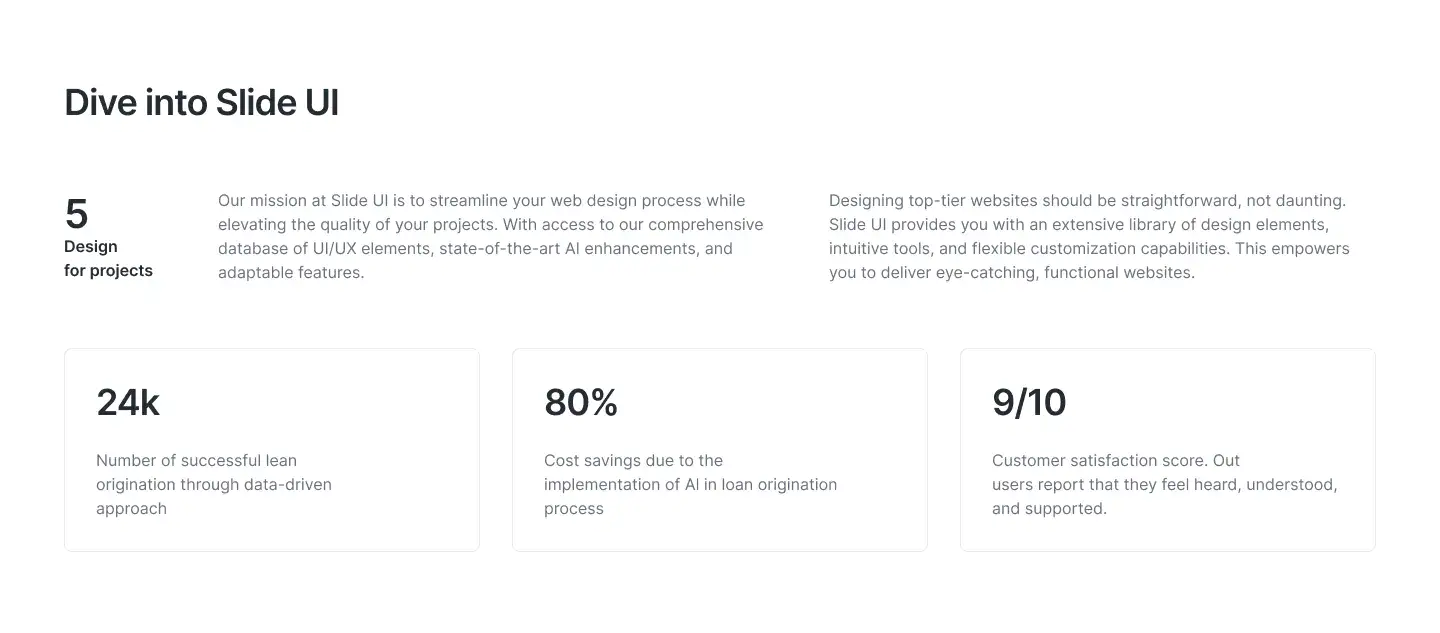 Dive into Slide UI
5
Design
for projects
Our mission at Slide UI is to streamline your web design process while
elevating the quality of your projects. With access to our comprehensive
database of UI/UX elements, state-of-the-art AI enhancements, and
adaptable features.
Designing top-tier websites should be straightforward, not daunting.
Slide UI provides you with an extensive library of design elements,
intuitive tools, and flexible customization capabilities. This empowers
you to deliver eye-catching, functional websites.
24k
Number of successful lean
origination through data-driven
approach
80%
Cost savings due to the
implementation of AI in loan origination
process
9/10
Customer satisfaction score. Out
users report that they feel heard, understood,
and supported.